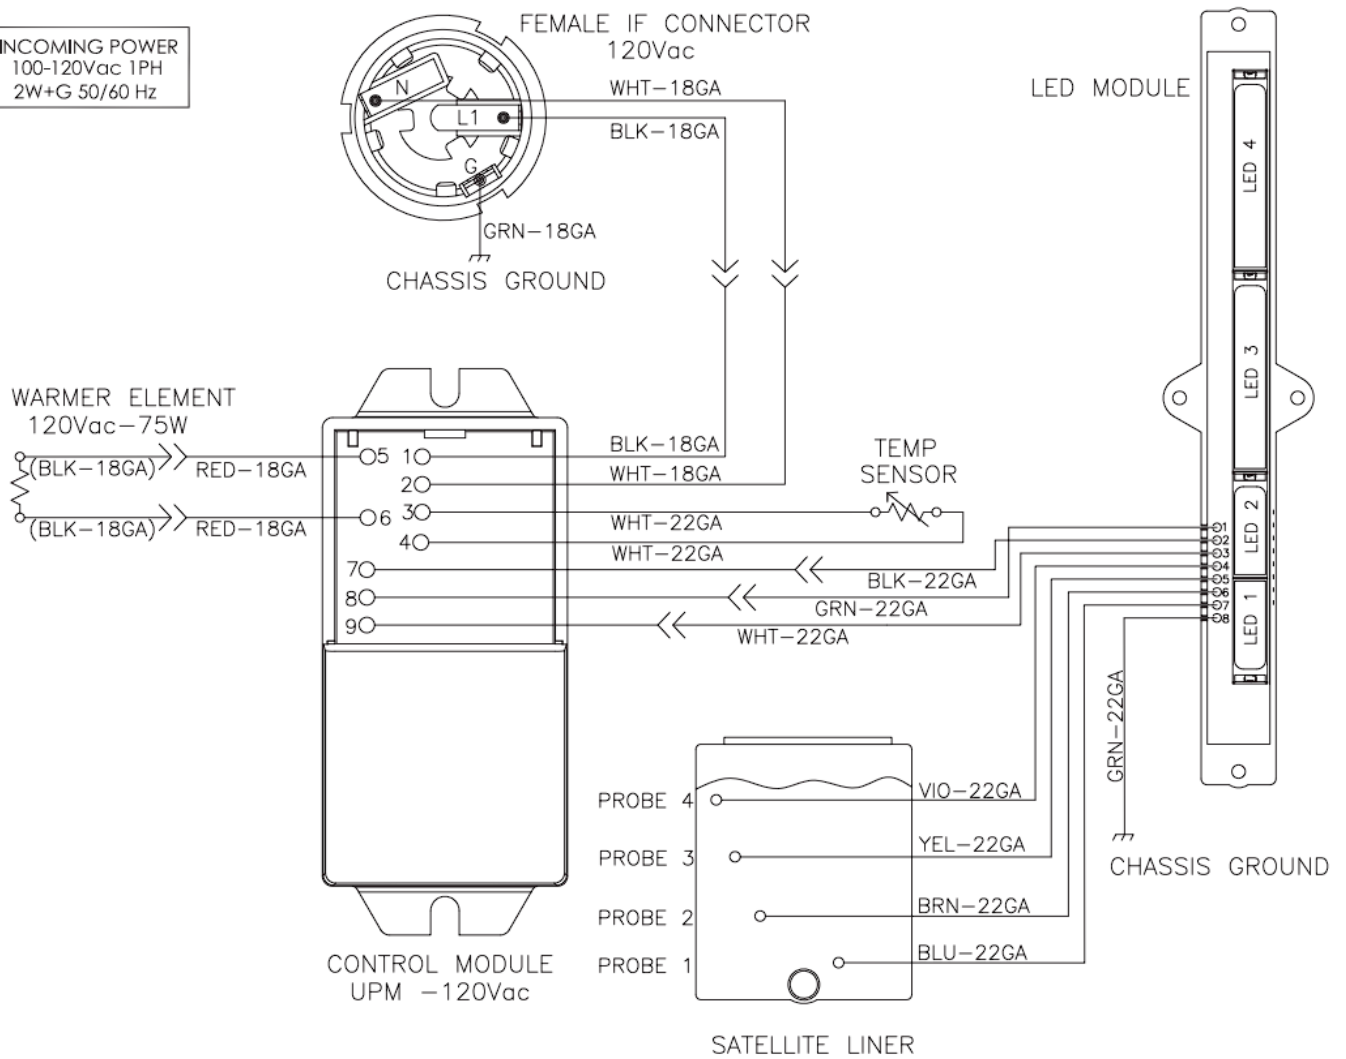 INCOMING POWER
100-120Vac 1PH
2W+G 50/60 Hz
FEMALE IF CONNECTOR
120Vac
N
L1
G
WHT-18GA
BLK-18GA
GRN-18GA
CHASSIS GROUND
LED MODULE
LED 4
LED 3
LED 2
LED 1
WARMER ELEMENT
120Vac-75W
(BLK-18GA)
RED-18GA
(BLK-18GA)
RED-18GA
5
1
2
6
3
4
7
8
9
BLK-18GA
WHT-18GA
TEMP
SENSOR
WHT-22GA
WHT-22GA
BLK-22GA
GRN-22GA
WHT-22GA
1
2
3
4
5
6
7
8
GRN-22GA
CHASSIS GROUND
PROBE 4
VIO-22GA
PROBE 3
YEL-22GA
PROBE 2
BRN-22GA
PROBE 1
BLU-22GA
CONTROL MODULE
UPM -120Vac
SATELLITE LINER